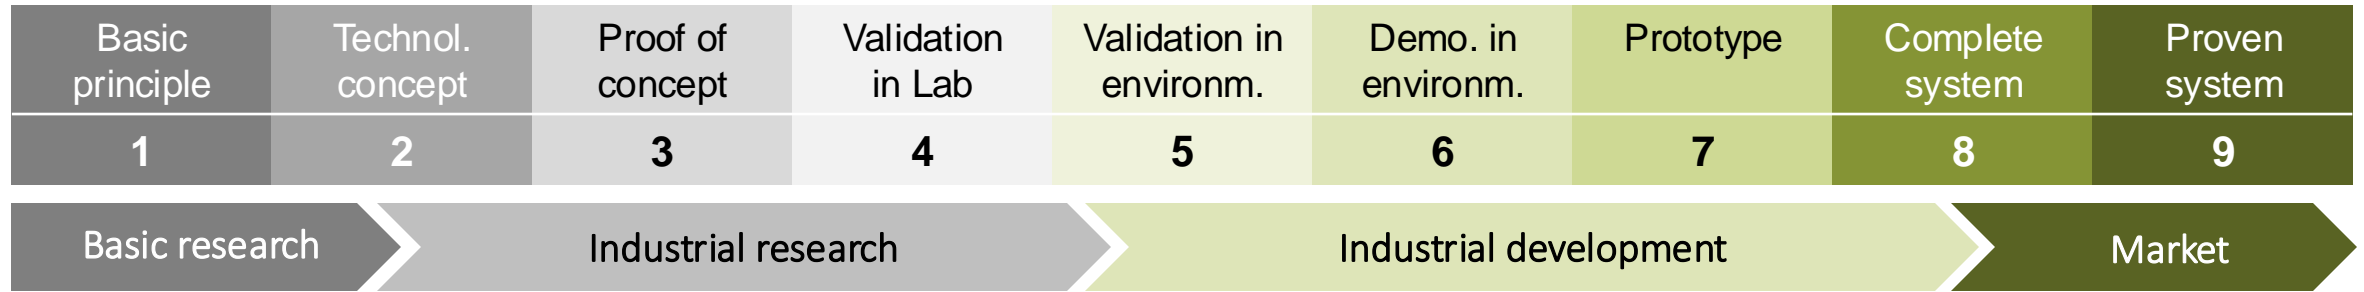 Basic
principle
Technol.
concept
Proof of
concept
Validation
in Lab
Validation in
environm.
Demo. in
environm.
Prototype
Complete
system
Proven
system
1 2 3 4 5 6 7 8 9
Basic research
Industrial research
Industrial development
Market